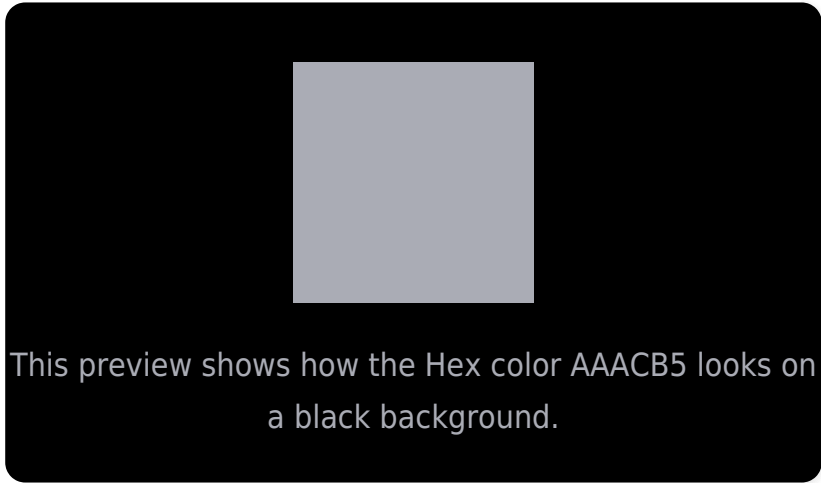 This preview shows how the Hex color AAACB5 looks on
a black background.